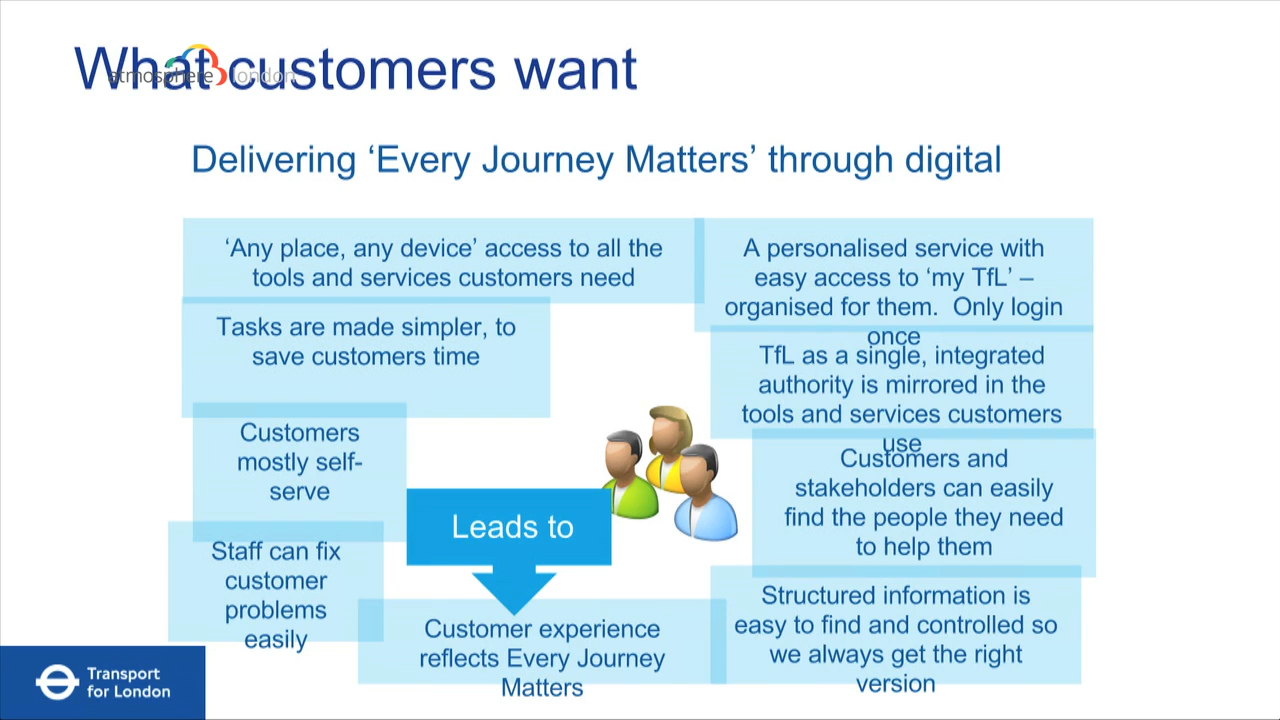 What customers want
atmosphere london
Delivering ‘Every Journey Matters’ through digital
‘Any place, any device’ access to all the
tools and services customers need
Tasks are made simpler, to
save customers time
Customers
mostly self-
serve
Staff can fix
customer
problems
easily
Leads to
Customer experience
reflects Every Journey
Matters
A personalised service with
easy access to ‘my TfL’ –
organised for them.  Only login
once
TfL as a single, integrated
authority is mirrored in the
tools and services customers
use
Customers and
stakeholders can easily
find the people they need
to help them
Structured information is
easy to find and controlled so
we always get the right
version
Transport
for London